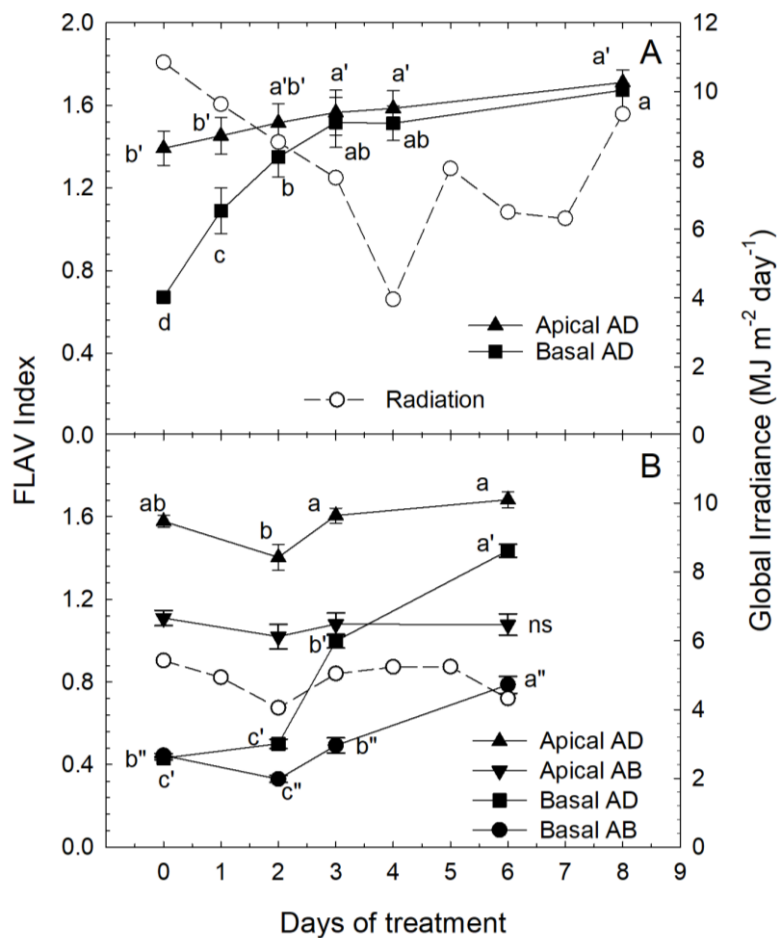 2.0
1.6
1.2
0.8
0.4
0.0
12
10
8
6
4
2
0
A
b'
b'
a'b'
a'
a'
a'
d
c
b
ab
ab
a
Apical AD
Basal AD
Radiation
FLAV Index
Global Irradiance (MJ m-2 day-1)
B
1.6
1.2
0.8
0.4
0.0
10
8
6
4
2
0
ab
b
a
a
a'
ns
b'
a"
b"
c'
c'
c"
b"
Apical AD
Apical AB
Basal AD
Basal AB
0 1 2 3 4 5 6 7 8 9
Days of treatment